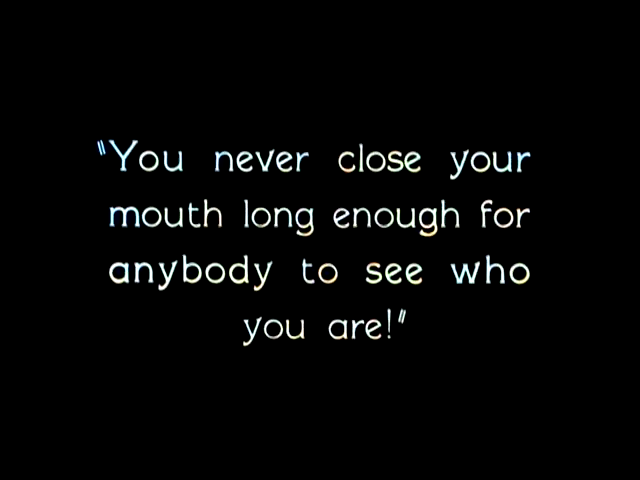 "You never close your
mouth long enough for
anybody to see who
you are!"